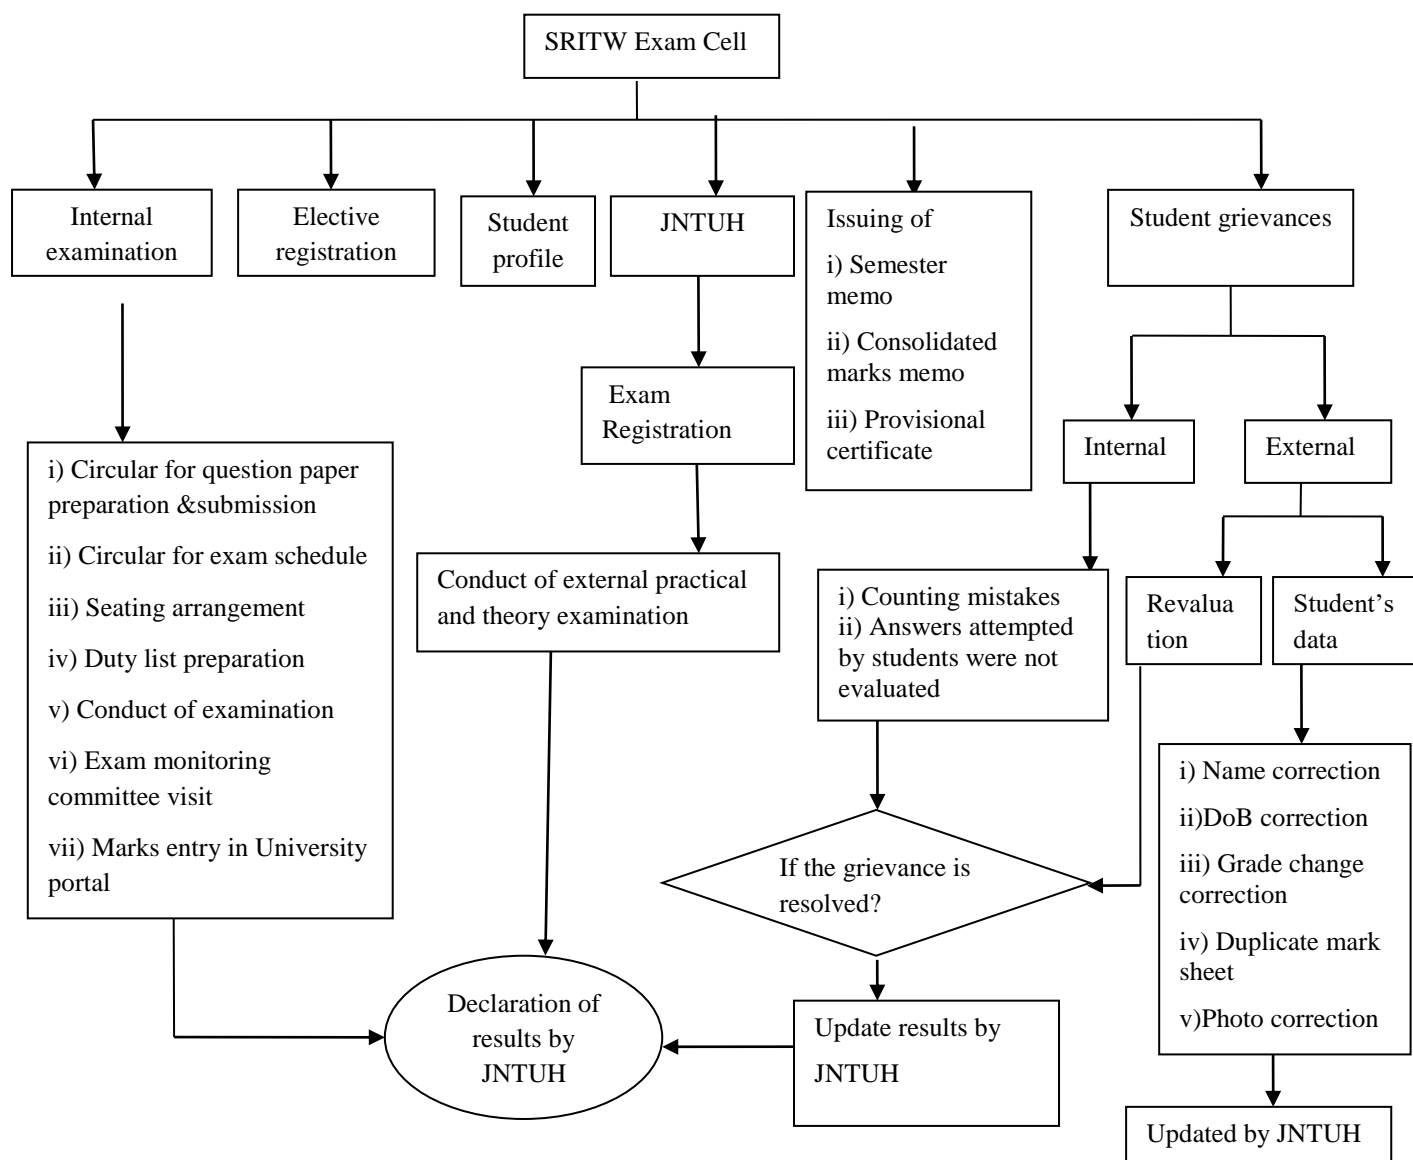 SRITW Exam Cell
Internal
examination
Elective
registration
Student
profile
JNTUH
Issuing of
i) Semester
memo
ii) Consolidated
marks memo
iii) Provisional
certificate
Student grievances
Exam
Registration
Internal
External
i) Circular for question paper
preparation &submission
ii) Circular for exam schedule
iii) Seating arrangement
iv) Duty list preparation
v) Conduct of examination
vi) Exam monitoring
committee visit
vii) Marks entry in University
portal
Conduct of external practical
and theory examination
i) Counting mistakes
ii) Answers attempted
by students were not
evaluated
Revalua
tion
Student’s
data
i) Name correction
ii)DoB correction
iii) Grade change
correction
iv) Duplicate mark
sheet
v)Photo correction
If the grievance is
resolved?
Declaration of
results by
JNTUH
Update results by
JNTUH
Updated by JNTUH